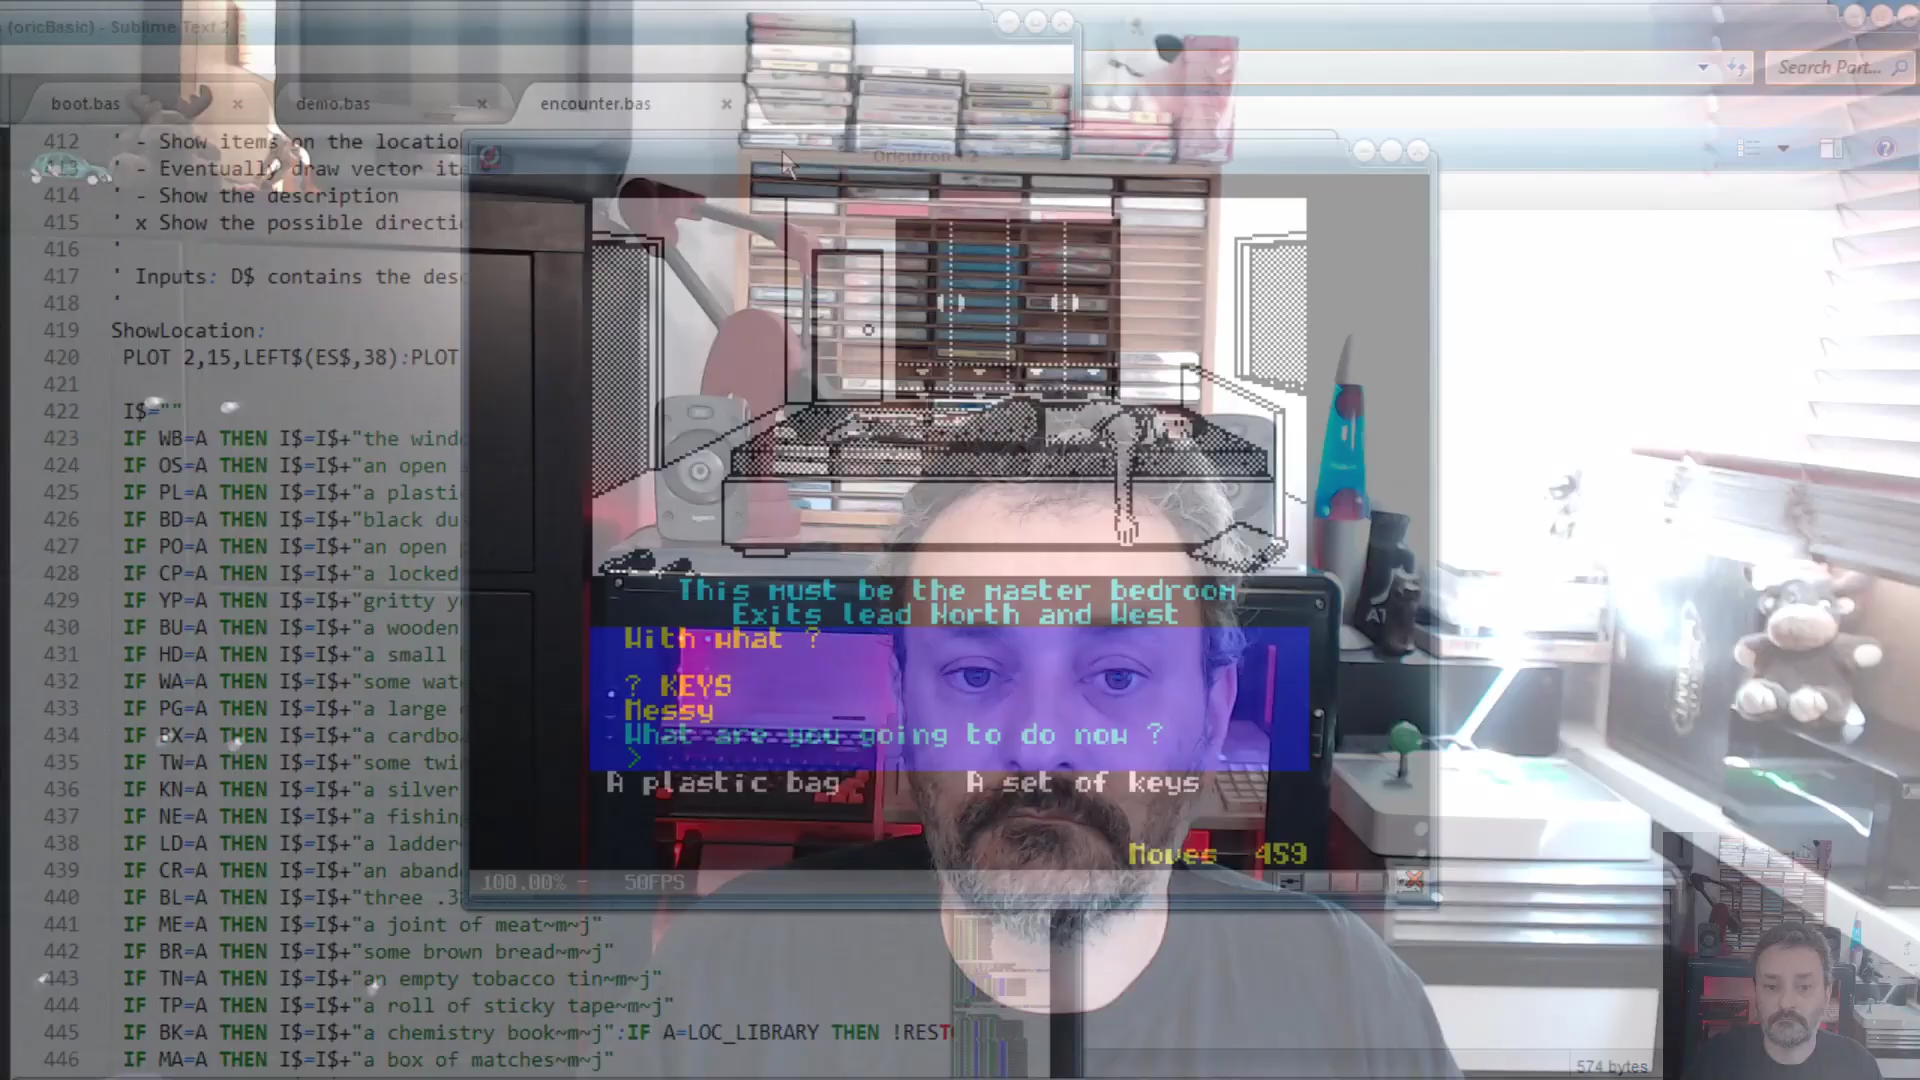 (oricBasic) - Sublime Text 2
Search Part...
boot.bas
demo.bas
encounter.bas
412 ' - Show items on the locatio
413 ' - Eventually draw vector ite
414 ' - Show the description
415 ' x Show the possible directio
416 '
417 ' Inputs: D$ contains the desc
418 '
419 ShowLocation:
420 PLOT 2,15,LEFT$(ES$,38):PLOT
421
422 I$=""
423 IF WB=A THEN I$=I$+"the windo
424 IF OS=A THEN I$=I$+"an open
425 IF PL=A THEN I$=I$+"a plasti
426 IF BD=A THEN I$=I$+"black du
427 IF PO=A THEN I$=I$+"an open
428 IF CP=A THEN I$=I$+"a locked
429 IF YP=A THEN I$=I$+"gritty y
430 IF BU=A THEN I$=I$+"a wooden
431 IF HD=A THEN I$=I$+"a small
432 IF WA=A THEN I$=I$+"some wat
433 IF PG=A THEN I$=I$+"a large
434 IF BX=A THEN I$=I$+"a cardbo
435 IF TW=A THEN I$=I$+"some twi
436 IF KN=A THEN I$=I$+"a silver
437 IF NE=A THEN I$=I$+"a fishing
438 IF LD=A THEN I$=I$+"a ladder~
439 IF CR=A THEN I$=I$+"an aband
440 IF BL=A THEN I$=I$+"three .3
441 IF ME=A THEN I$=I$+"a joint of meat~m~j"
442 IF BR=A THEN I$=I$+"some brown bread~m~j"
443 IF TN=A THEN I$=I$+"an empty tobacco tin~m~j"
444 IF TP=A THEN I$=I$+"a roll of sticky tape~m~j"
445 IF BK=A THEN I$=I$+"a chemistry book~m~j":IF A=LOC_LIBRARY THEN !REST
446 IF MA=A THEN I$=I$+"a box of matches~m~j"
Oricutron 1.2
This must be the master bedroom
Exits lead North and West
With what ?
? KEYS
Messy
What are you going to do now ?
>
A plastic bag
A set of keys
Moves 459
100.00% - 50FPS
574 bytes